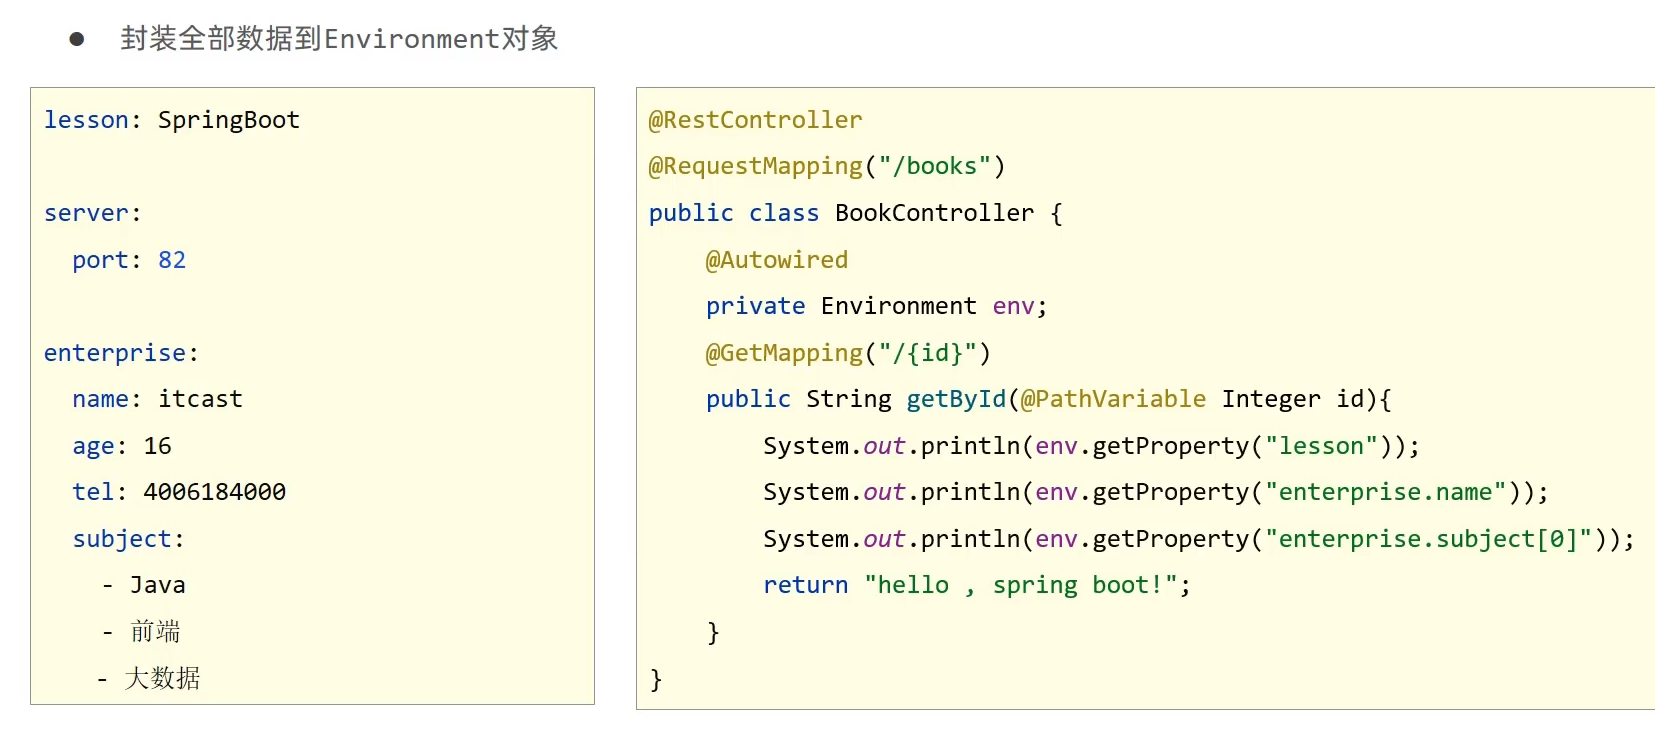 ● 封装全部数据到Environment对象
lesson: SpringBoot
server:
  port: 82
enterprise:
  name: itcast
  age: 16
  tel: 4006184000
  subject:
    - Java
    - 前端
    - 大数据
@RestController
@RequestMapping("/books")
public class BookController {
    @Autowired
    private Environment env;
    @GetMapping("/{id}")
    public String getById(@PathVariable Integer id){
        System.out.println(env.getProperty("lesson"));
        System.out.println(env.getProperty("enterprise.name"));
        System.out.println(env.getProperty("enterprise.subject[0]"));
        return "hello , spring boot!";
    }
}